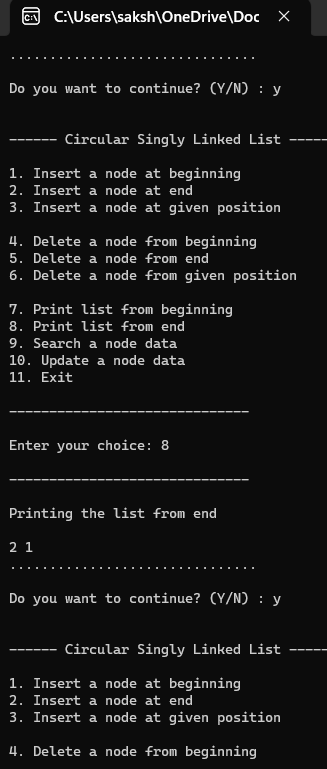 C:\Users\saksh\OneDrive\Doc
...............................
Do you want to continue? (Y/N) : y
------ Circular Singly Linked List -----
1. Insert a node at beginning
2. Insert a node at end
3. Insert a node at given position
4. Delete a node from beginning
5. Delete a node from end
6. Delete a node from given position
7. Print list from beginning
8. Print list from end
9. Search a node data
10. Update a node data
11. Exit
------------------------------
Enter your choice: 8
------------------------------
Printing the list from end
2 1
...............................
Do you want to continue? (Y/N) : y
------ Circular Singly Linked List -----
1. Insert a node at beginning
2. Insert a node at end
3. Insert a node at given position
4. Delete a node from beginning